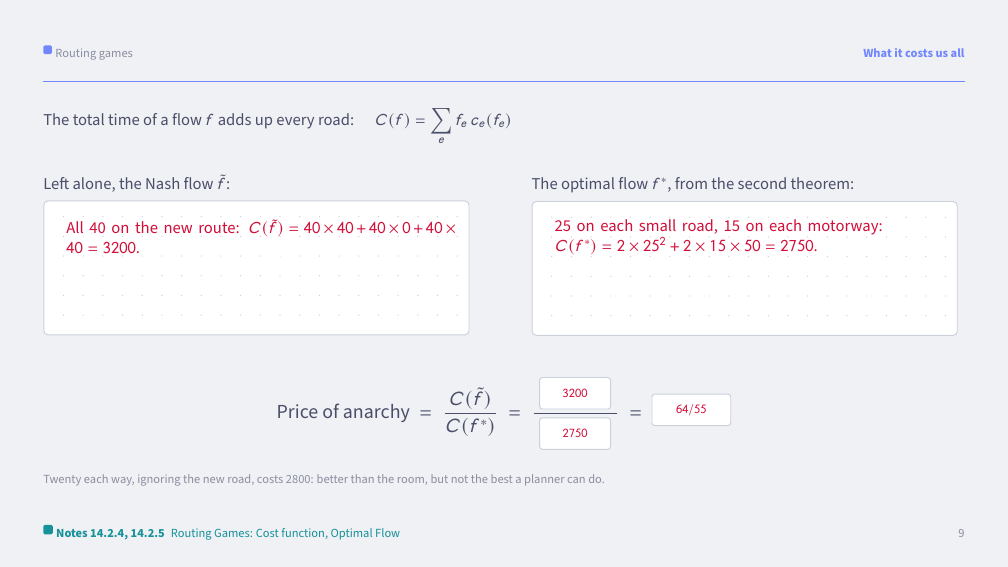 Routing games
What it costs us all
The total time of a flow f adds up every road: C(f) = ∑_e f_e c_e(f_e)
Left alone, the Nash flow f̃:
All 40 on the new route: C(f̃) = 40 × 40 + 40 × 0 + 40 ×
40 = 3200.
The optimal flow f*, from the second theorem:
25 on each small road, 15 on each motorway:
C(f*) = 2 × 25² + 2 × 15 × 50 = 2750.
Price of anarchy = C(f̃) / C(f*) = 3200 / 2750 = 64/55
Twenty each way, ignoring the new road, costs 2800: better than the room, but not the best a planner can do.
Notes 14.2.4, 14.2.5 Routing Games: Cost function, Optimal Flow
9